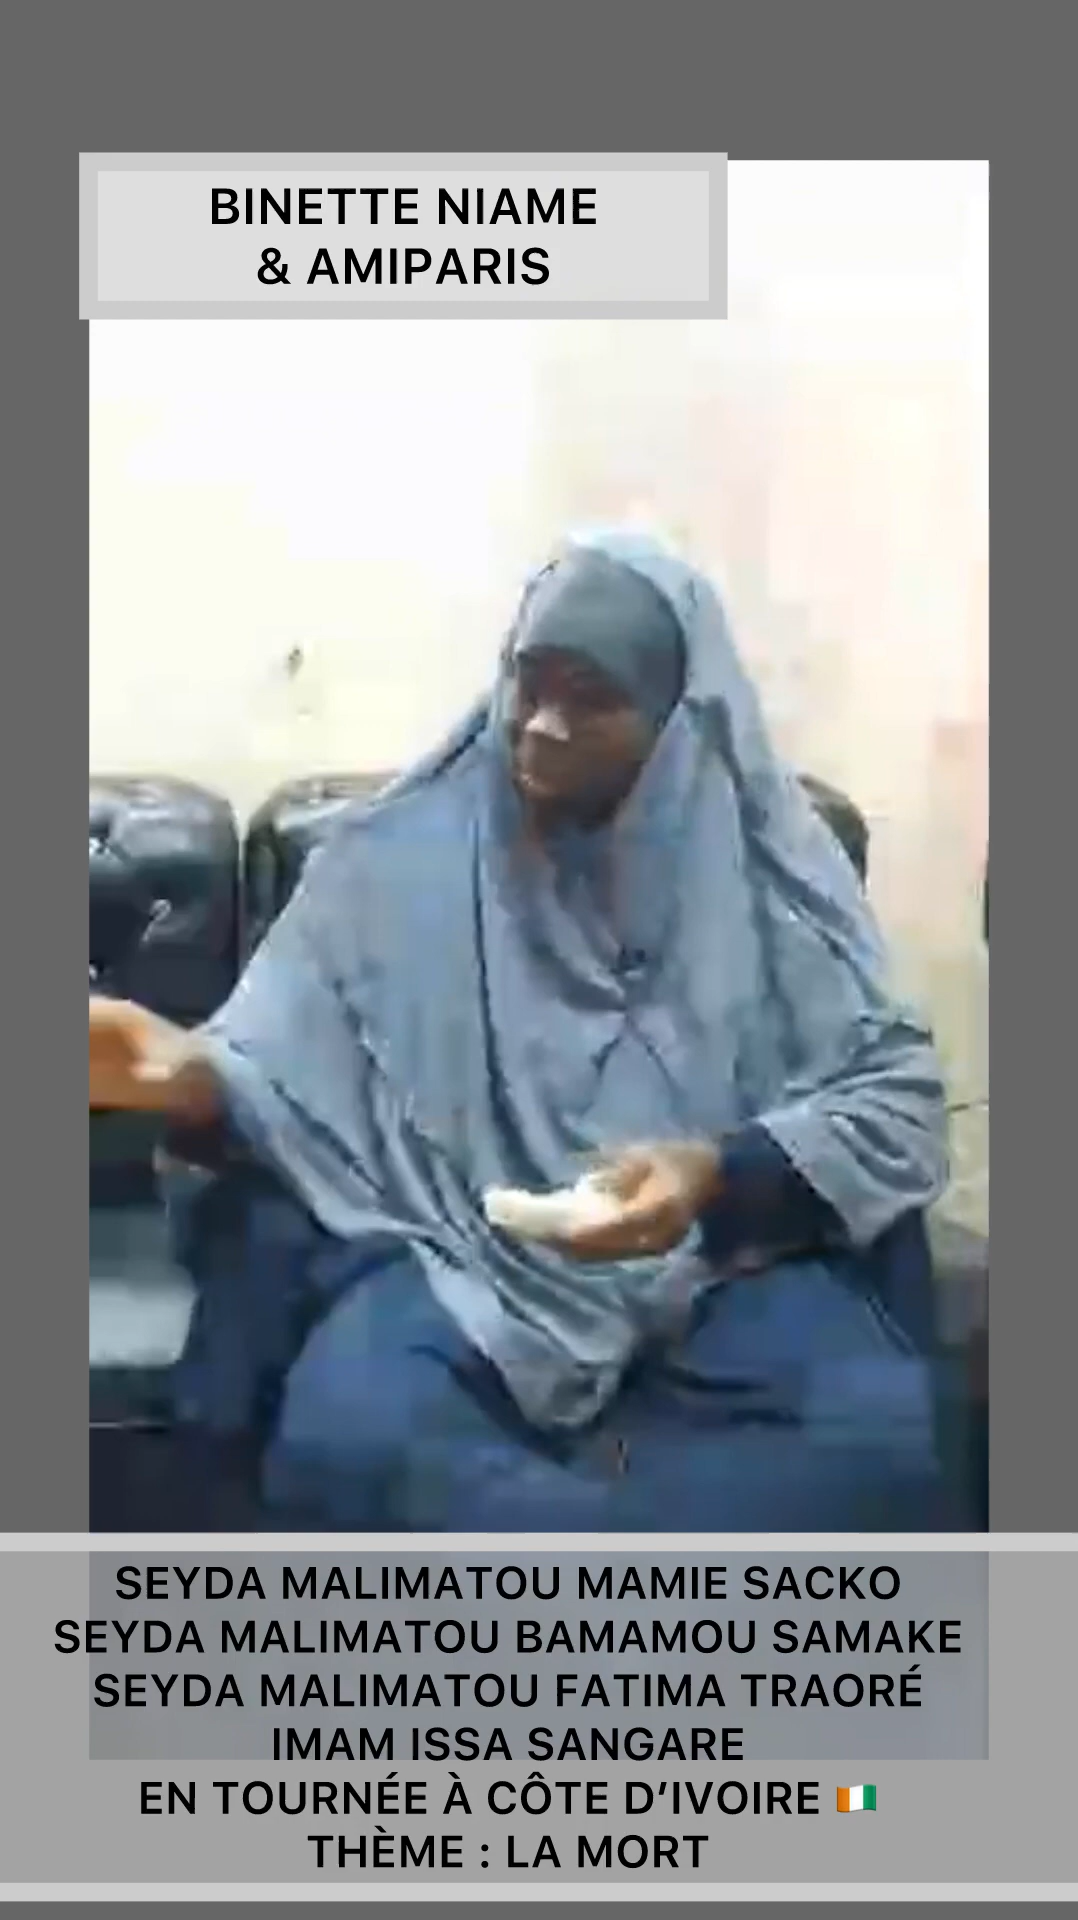 BINETTE NIAME
& AMIPARIS
2
SEYDA MALIMATOU MAMIE SACKO
SEYDA MALIMATOU BAMAMOU SAMAKE
SEYDA MALIMATOU FATIMA TRAORÉ
IMAM ISSA SANGARE
EN TOURNÉE À CÔTE D’IVOIRE 🇨🇮
THÈME : LA MORT